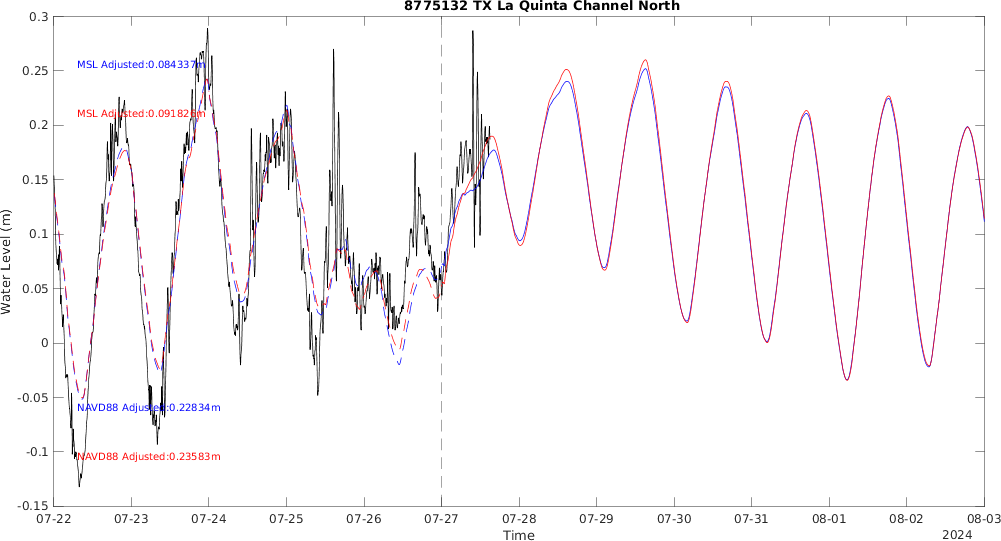 8775132 TX La Quinta Channel North
0.3
0.25
0.2
0.15
0.1
0.05
0
-0.05
-0.1
-0.15
Water Level (m)
MSL Adjusted:0.084337m
MSL Adjusted:0.091826m
NAVD88 Adjusted:0.22834m
NAVD88 Adjusted:0.23583m
07-22 07-23 07-24 07-25 07-26 07-27 07-28 07-29 07-30 07-31 08-01 08-02 08-03
Time
2024